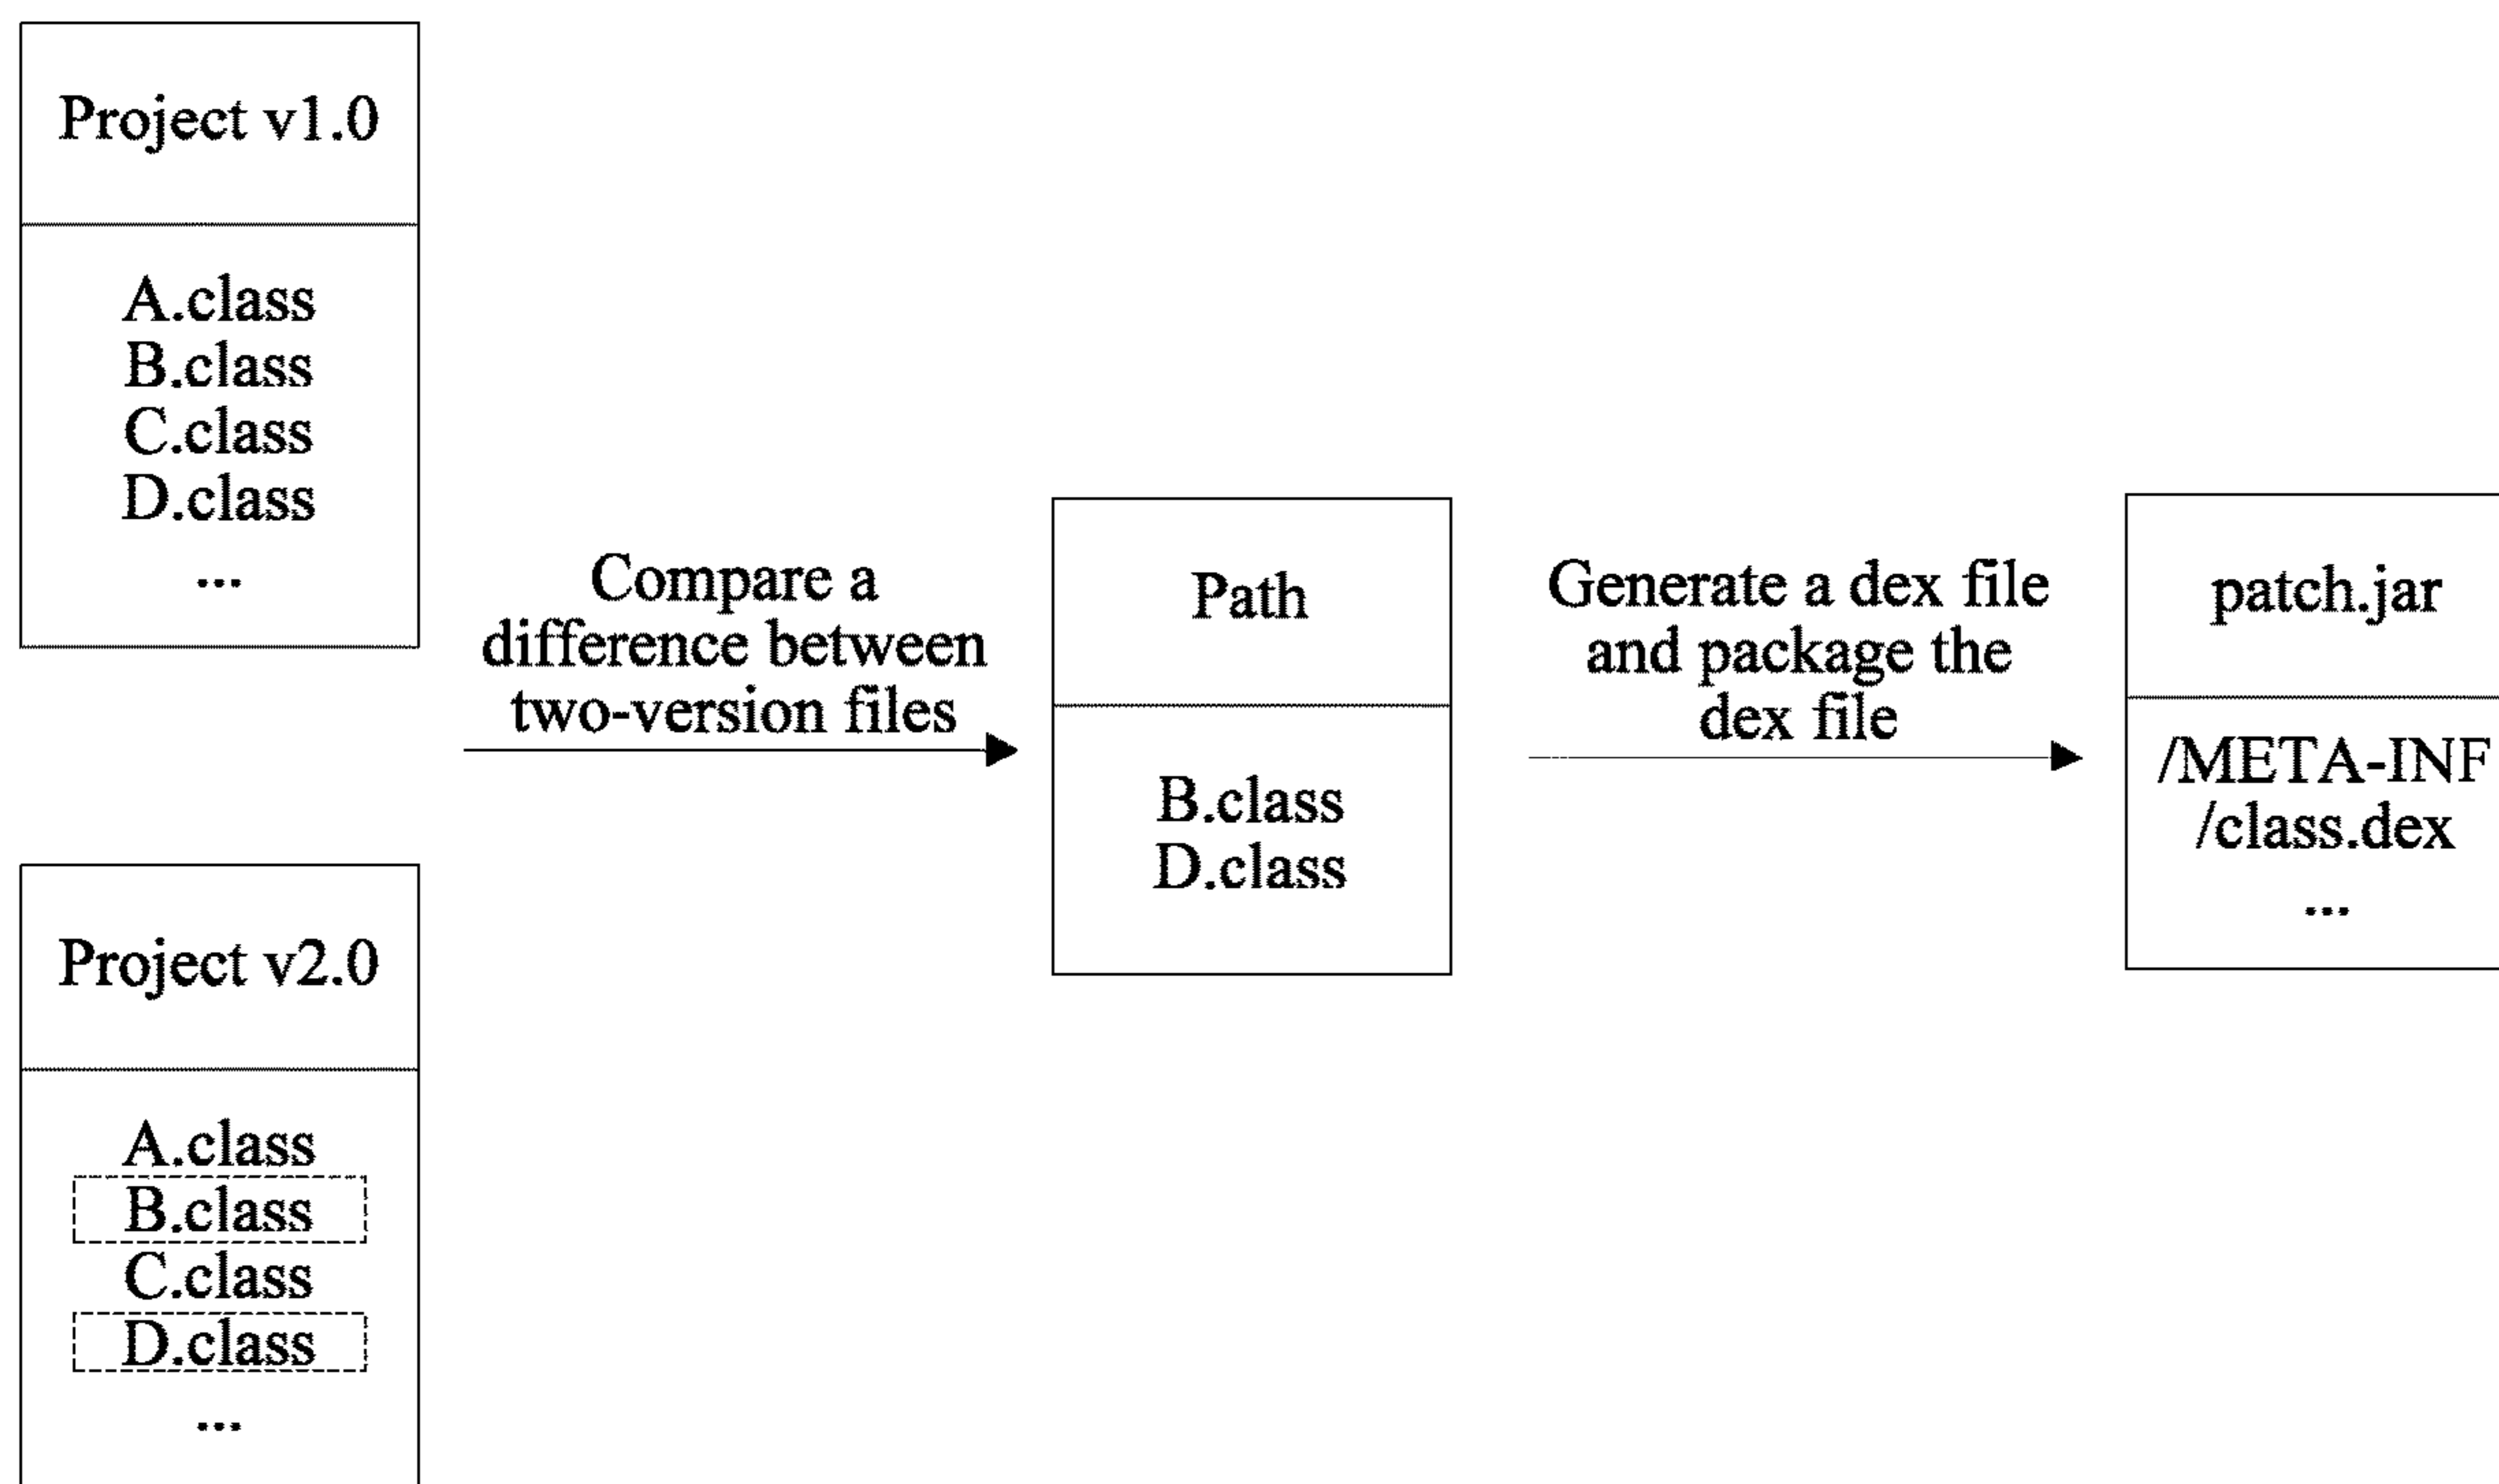 Project v1.0
A.class
B.class
C.class
D.class
...
Compare a
difference between
two-version files
Project v2.0
A.class
B.class
C.class
D.class
...
Path
B.class
D.class
Generate a dex file
and package the
dex file
patch.jar
/META-INF
/class.dex
...